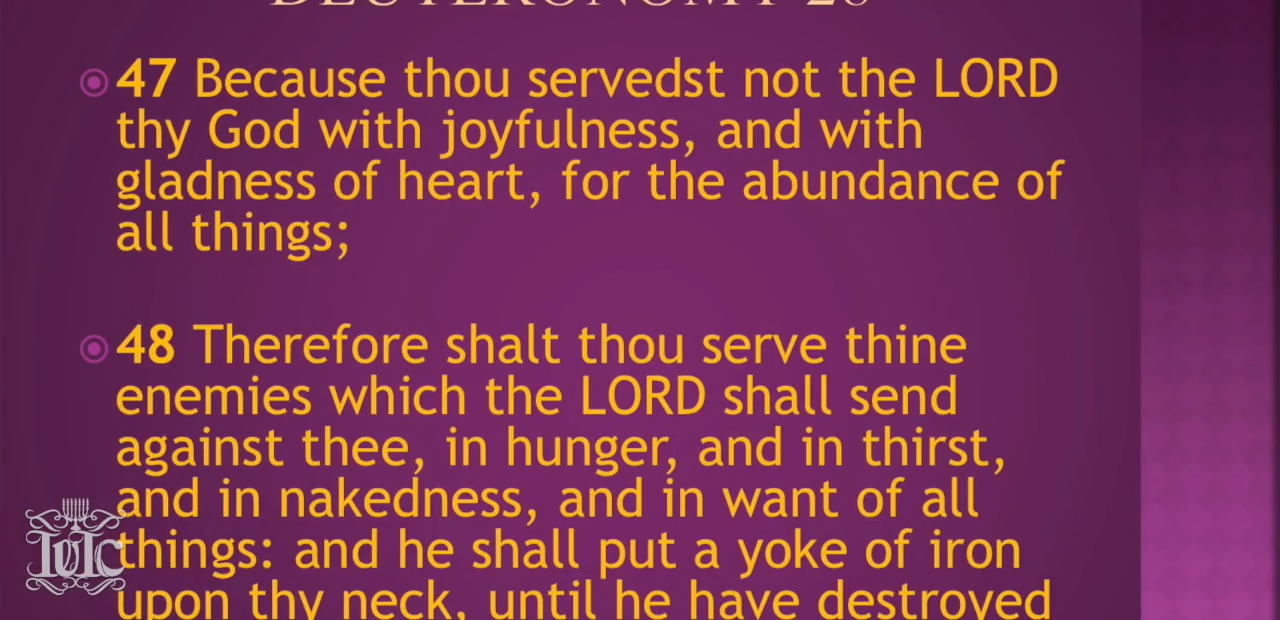 DEUTERONOMY 28
47 Because thou servedst not the LORD
thy God with joyfulness, and with
gladness of heart, for the abundance of
all things;
48 Therefore shalt thou serve thine
enemies which the LORD shall send
against thee, in hunger, and in thirst,
and in nakedness, and in want of all
things: and he shall put a yoke of iron
upon thy neck, until he have destroyed
IUIC